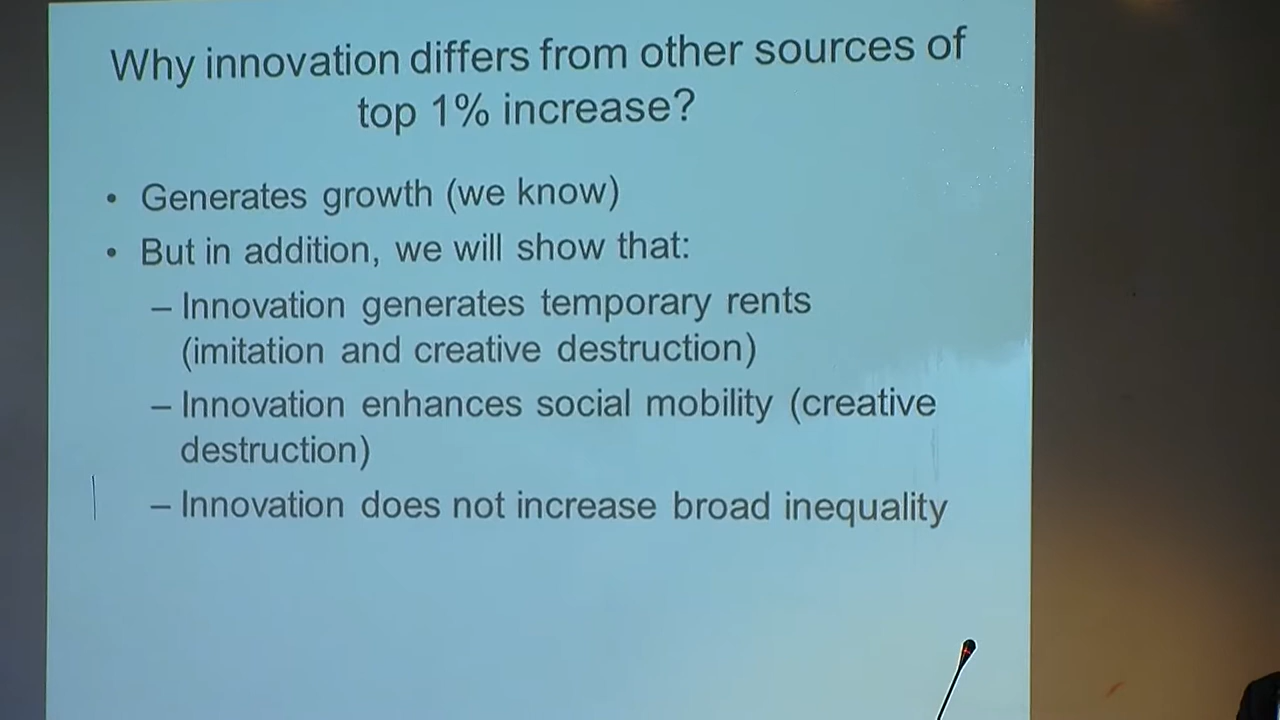 Why innovation differs from other sources of
top 1% increase?
• Generates growth (we know)
• But in addition, we will show that:
– Innovation generates temporary rents
(imitation and creative destruction)
– Innovation enhances social mobility (creative
destruction)
– Innovation does not increase broad inequality